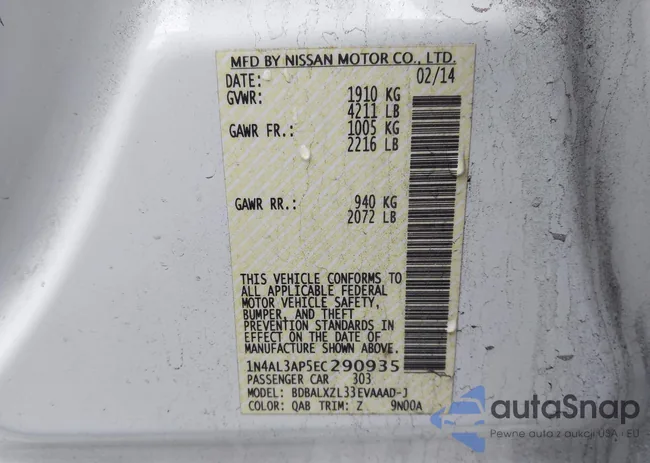 MFD BY NISSAN MOTOR CO., LTD.
DATE: 02/14
GVWR: 1910 KG
4211 LB
GAWR FR.: 1005 KG
2216 LB
GAWR RR.: 940 KG
2072 LB
THIS VEHICLE CONFORMS TO
ALL APPLICABLE FEDERAL
MOTOR VEHICLE SAFETY,
BUMPER, AND THEFT
PREVENTION STANDARDS IN
EFFECT ON THE DATE OF
MANUFACTURE SHOWN ABOVE
1N4AL3AP5EC290935
PASSENGER CAR 303
MODEL: BDBALXZL33EVAAAD-J
COLOR: QAB TRIM: Z 9N00A
autaSnap
Pewne auto z aukcji USA i EU